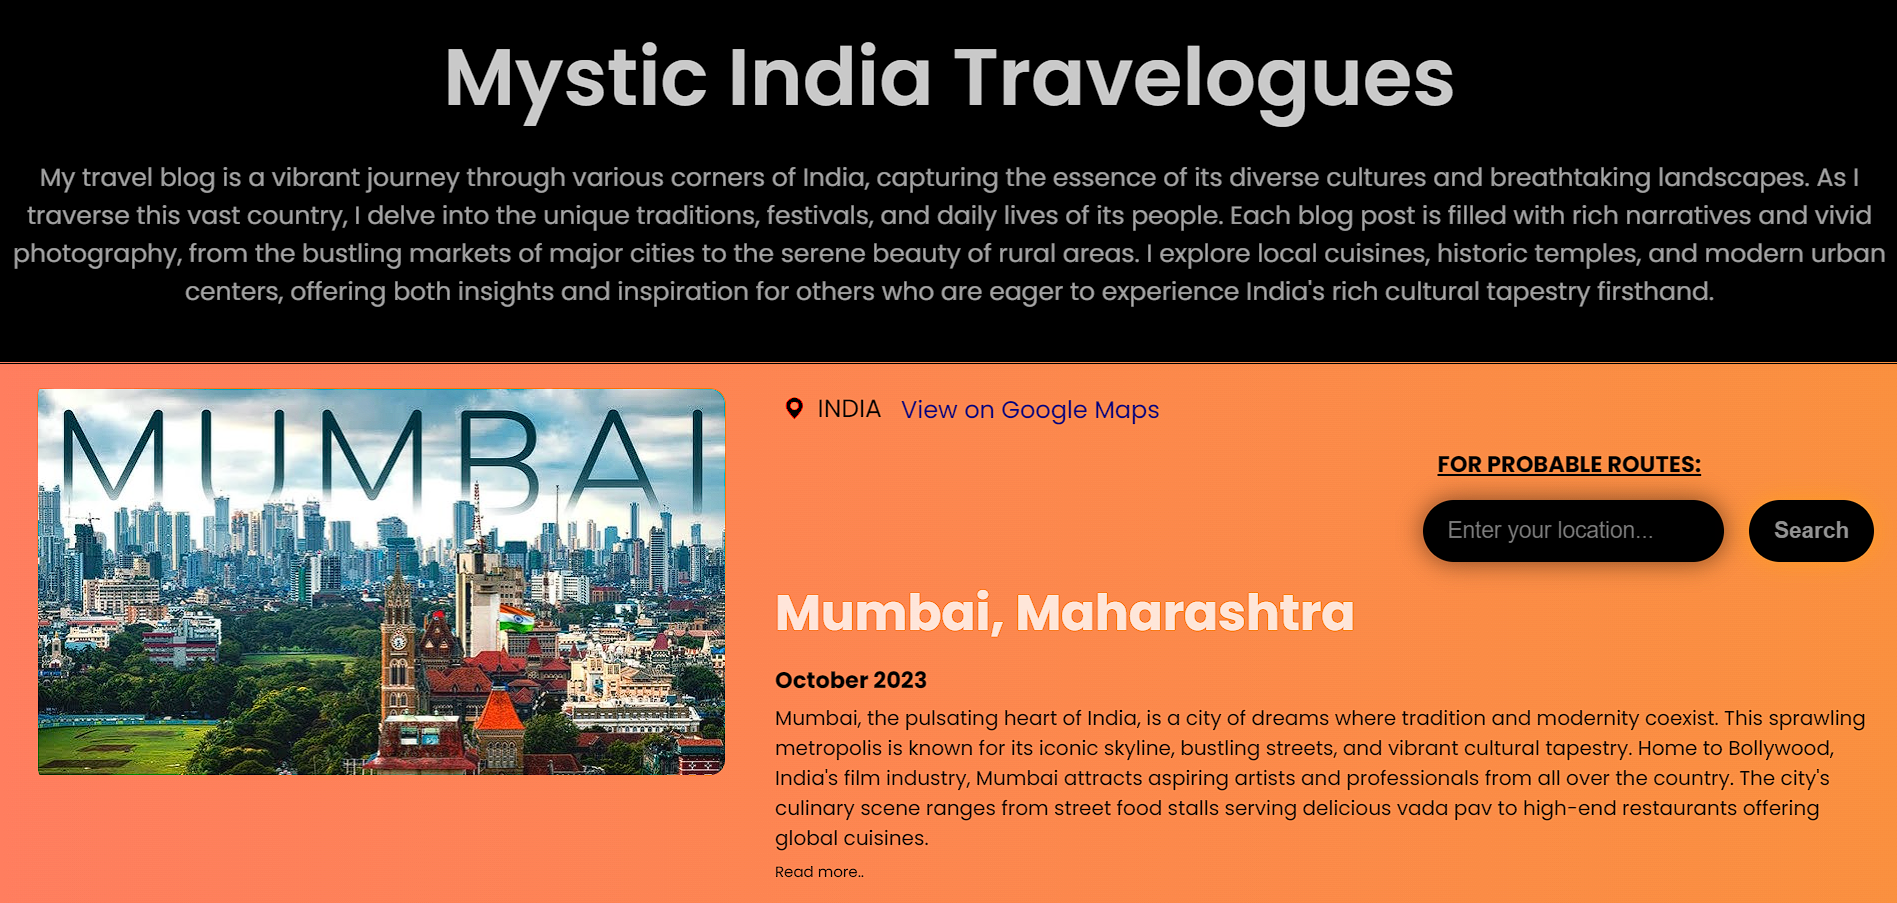 Mystic India Travelogues
My travel blog is a vibrant journey through various corners of India, capturing the essence of its diverse cultures and breathtaking landscapes. As I
traverse this vast country, I delve into the unique traditions, festivals, and daily lives of its people. Each blog post is filled with rich narratives and vivid
photography, from the bustling markets of major cities to the serene beauty of rural areas. I explore local cuisines, historic temples, and modern urban
centers, offering both insights and inspiration for others who are eager to experience India's rich cultural tapestry firsthand.
MUMBAI
INDIA View on Google Maps
FOR PROBABLE ROUTES:
Enter your location... Search
Mumbai, Maharashtra
October 2023
Mumbai, the pulsating heart of India, is a city of dreams where tradition and modernity coexist. This sprawling
metropolis is known for its iconic skyline, bustling streets, and vibrant cultural tapestry. Home to Bollywood,
India's film industry, Mumbai attracts aspiring artists and professionals from all over the country. The city's
culinary scene ranges from street food stalls serving delicious vada pav to high-end restaurants offering
global cuisines.
Read more..